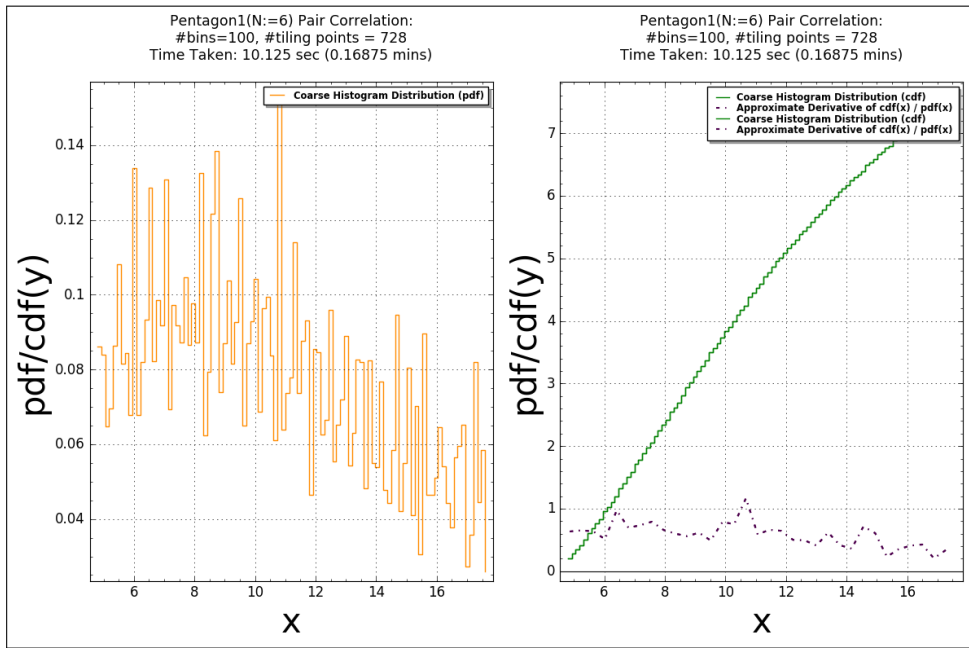 Pentagon1(N:=6) Pair Correlation:
#bins=100, #tiling points = 728
Time Taken: 10.125 sec (0.16875 mins)
Coarse Histogram Distribution (pdf)
0.14
0.12
0.1
0.08
0.06
0.04
pdf/cdf(y)
6
8
10
12
14
16
x
Pentagon1(N:=6) Pair Correlation:
#bins=100, #tiling points = 728
Time Taken: 10.125 sec (0.16875 mins)
Coarse Histogram Distribution (cdf)
Approximate Derivative of cdf(x) / pdf(x)
Coarse Histogram Distribution (cdf)
Approximate Derivative of cdf(x) / pdf(x)
7
6
5
4
3
2
1
0
pdf/cdf(y)
6
8
10
12
14
16
x